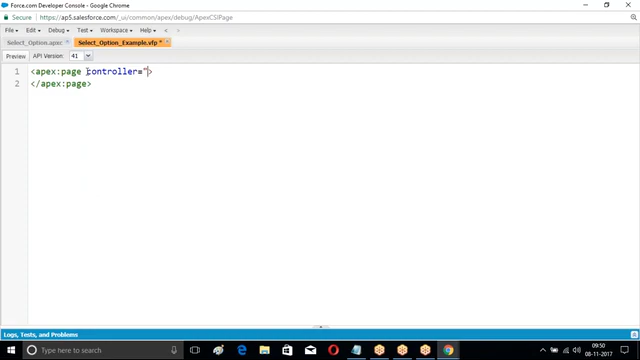 Force.com Developer Console - Google Chrome
Secure https://ap5.salesforce.com/_ui/common/apex/debug/ApexCSIPage
File Edit Debug Test Workspace Help < >
Select_Option.apxc * Select_Option_Example.vfp * *
Preview API Version: 41
1 <apex:page controller=">
2 </apex:page>
Logs, Tests, and Problems
Type here to search
09:50
08-11-2017